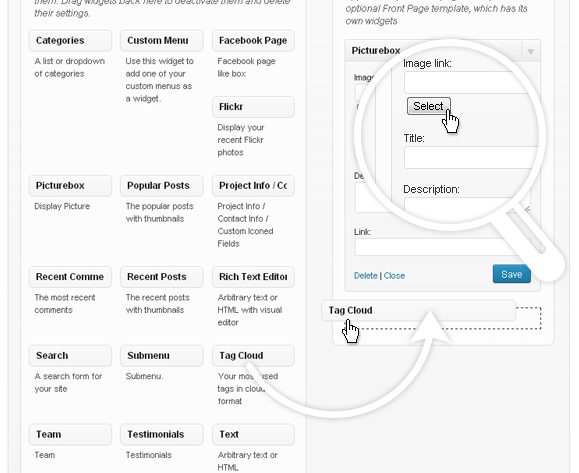 them. Drag widgets back here to deactivate them and delete
their settings.
Categories
A list or dropdown
of categories
Custom Menu
Use this widget to
add one of your
custom menus as
a widget.
Facebook Page
Facebook page
like box
Flickr
Display your
recent Flickr
photos
Picturebox
Display Picture
Popular Posts
The popular posts
with thumbnails
Project Info / Co
Project Info /
Contact Info /
Custom Iconed
Fields
Recent Comme
The most recent
comments
Recent Posts
The recent posts
with thumbnails
Rich Text Editor
Arbitrary text or
HTML with visual
editor
Search
A search form for
your site
Submenu
Submenu.
Tag Cloud
Your most used
tags in cloud
format
Team
Team
Testimonials
Testimonials
Text
Arbitrary text or
HTML
optional Front Page template, which has its
own widgets
Picturebox
Image
Image link:
Select
Title:
De
Description:
Link:
Delete | Close
Save
Tag Cloud